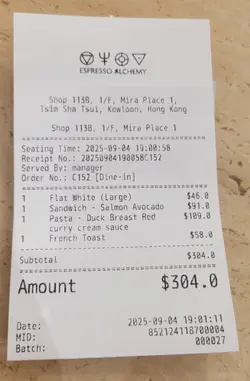 ESPRESSO ALCHEMY
Shop 113B, 1/F, Mira Place 1,
Tsim Sha Tsui, Kowloon, Hong Kong
Shop 113B, 1/F, Mira Place 1
Seating Time: 2025-09-04 19:00:58
Receipt No.: 20250904190058C152
Served By: manager
Order No.: C152 [Dine-in]
1 Flat White (Large) $46.0
1 Sandwich - Salmon Avocado $91.0
1 Pasta - Duck Breast Red $109.0
curry cream sauce
1 French Toast $58.0
Subtotal $304.0
Amount $304.0
Date: 2025-09-04 19:01:11
MID: 852124118700004
Batch: 000027